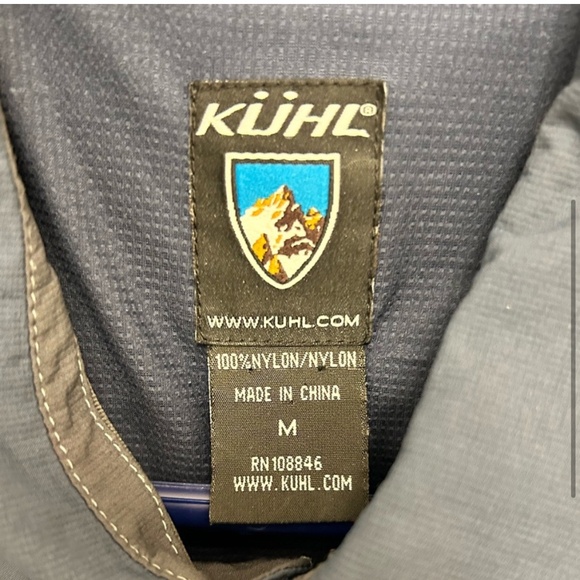 KÜHL®
WWW.KUHL.COM
100%NYLON/NYLON
MADE IN CHINA
M
RN108846
WWW.KUHL.COM